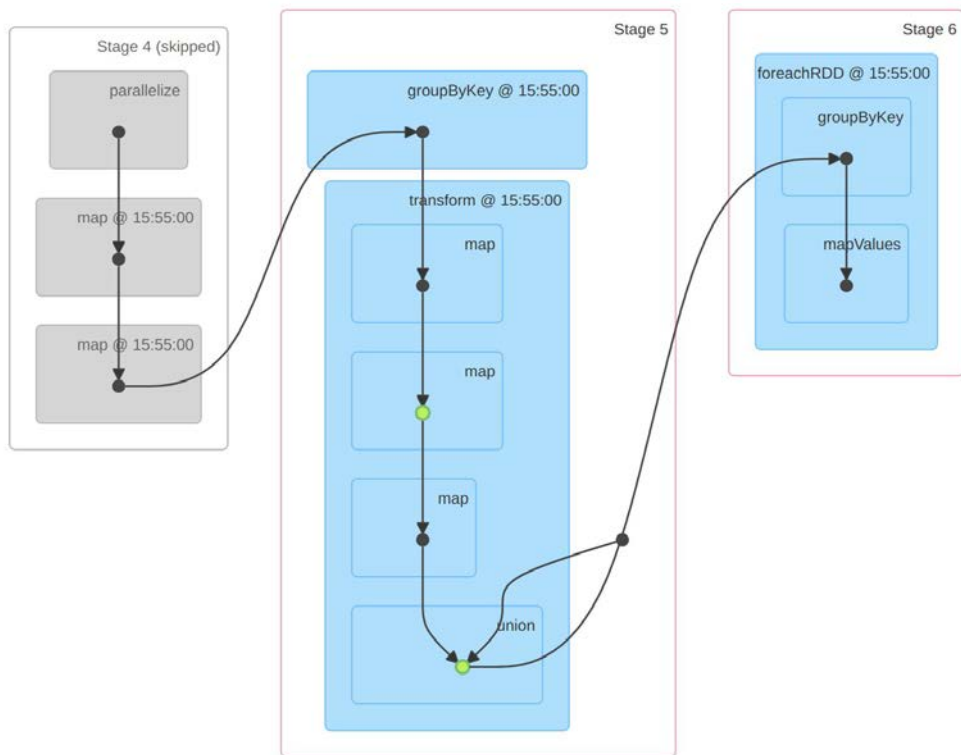 Stage 4 (skipped)
parallelize
map @ 15:55:00
map @ 15:55:00
Stage 5
groupByKey @ 15:55:00
transform @ 15:55:00
map
map
map
union
Stage 6
foreachRDD @ 15:55:00
groupByKey
mapValues